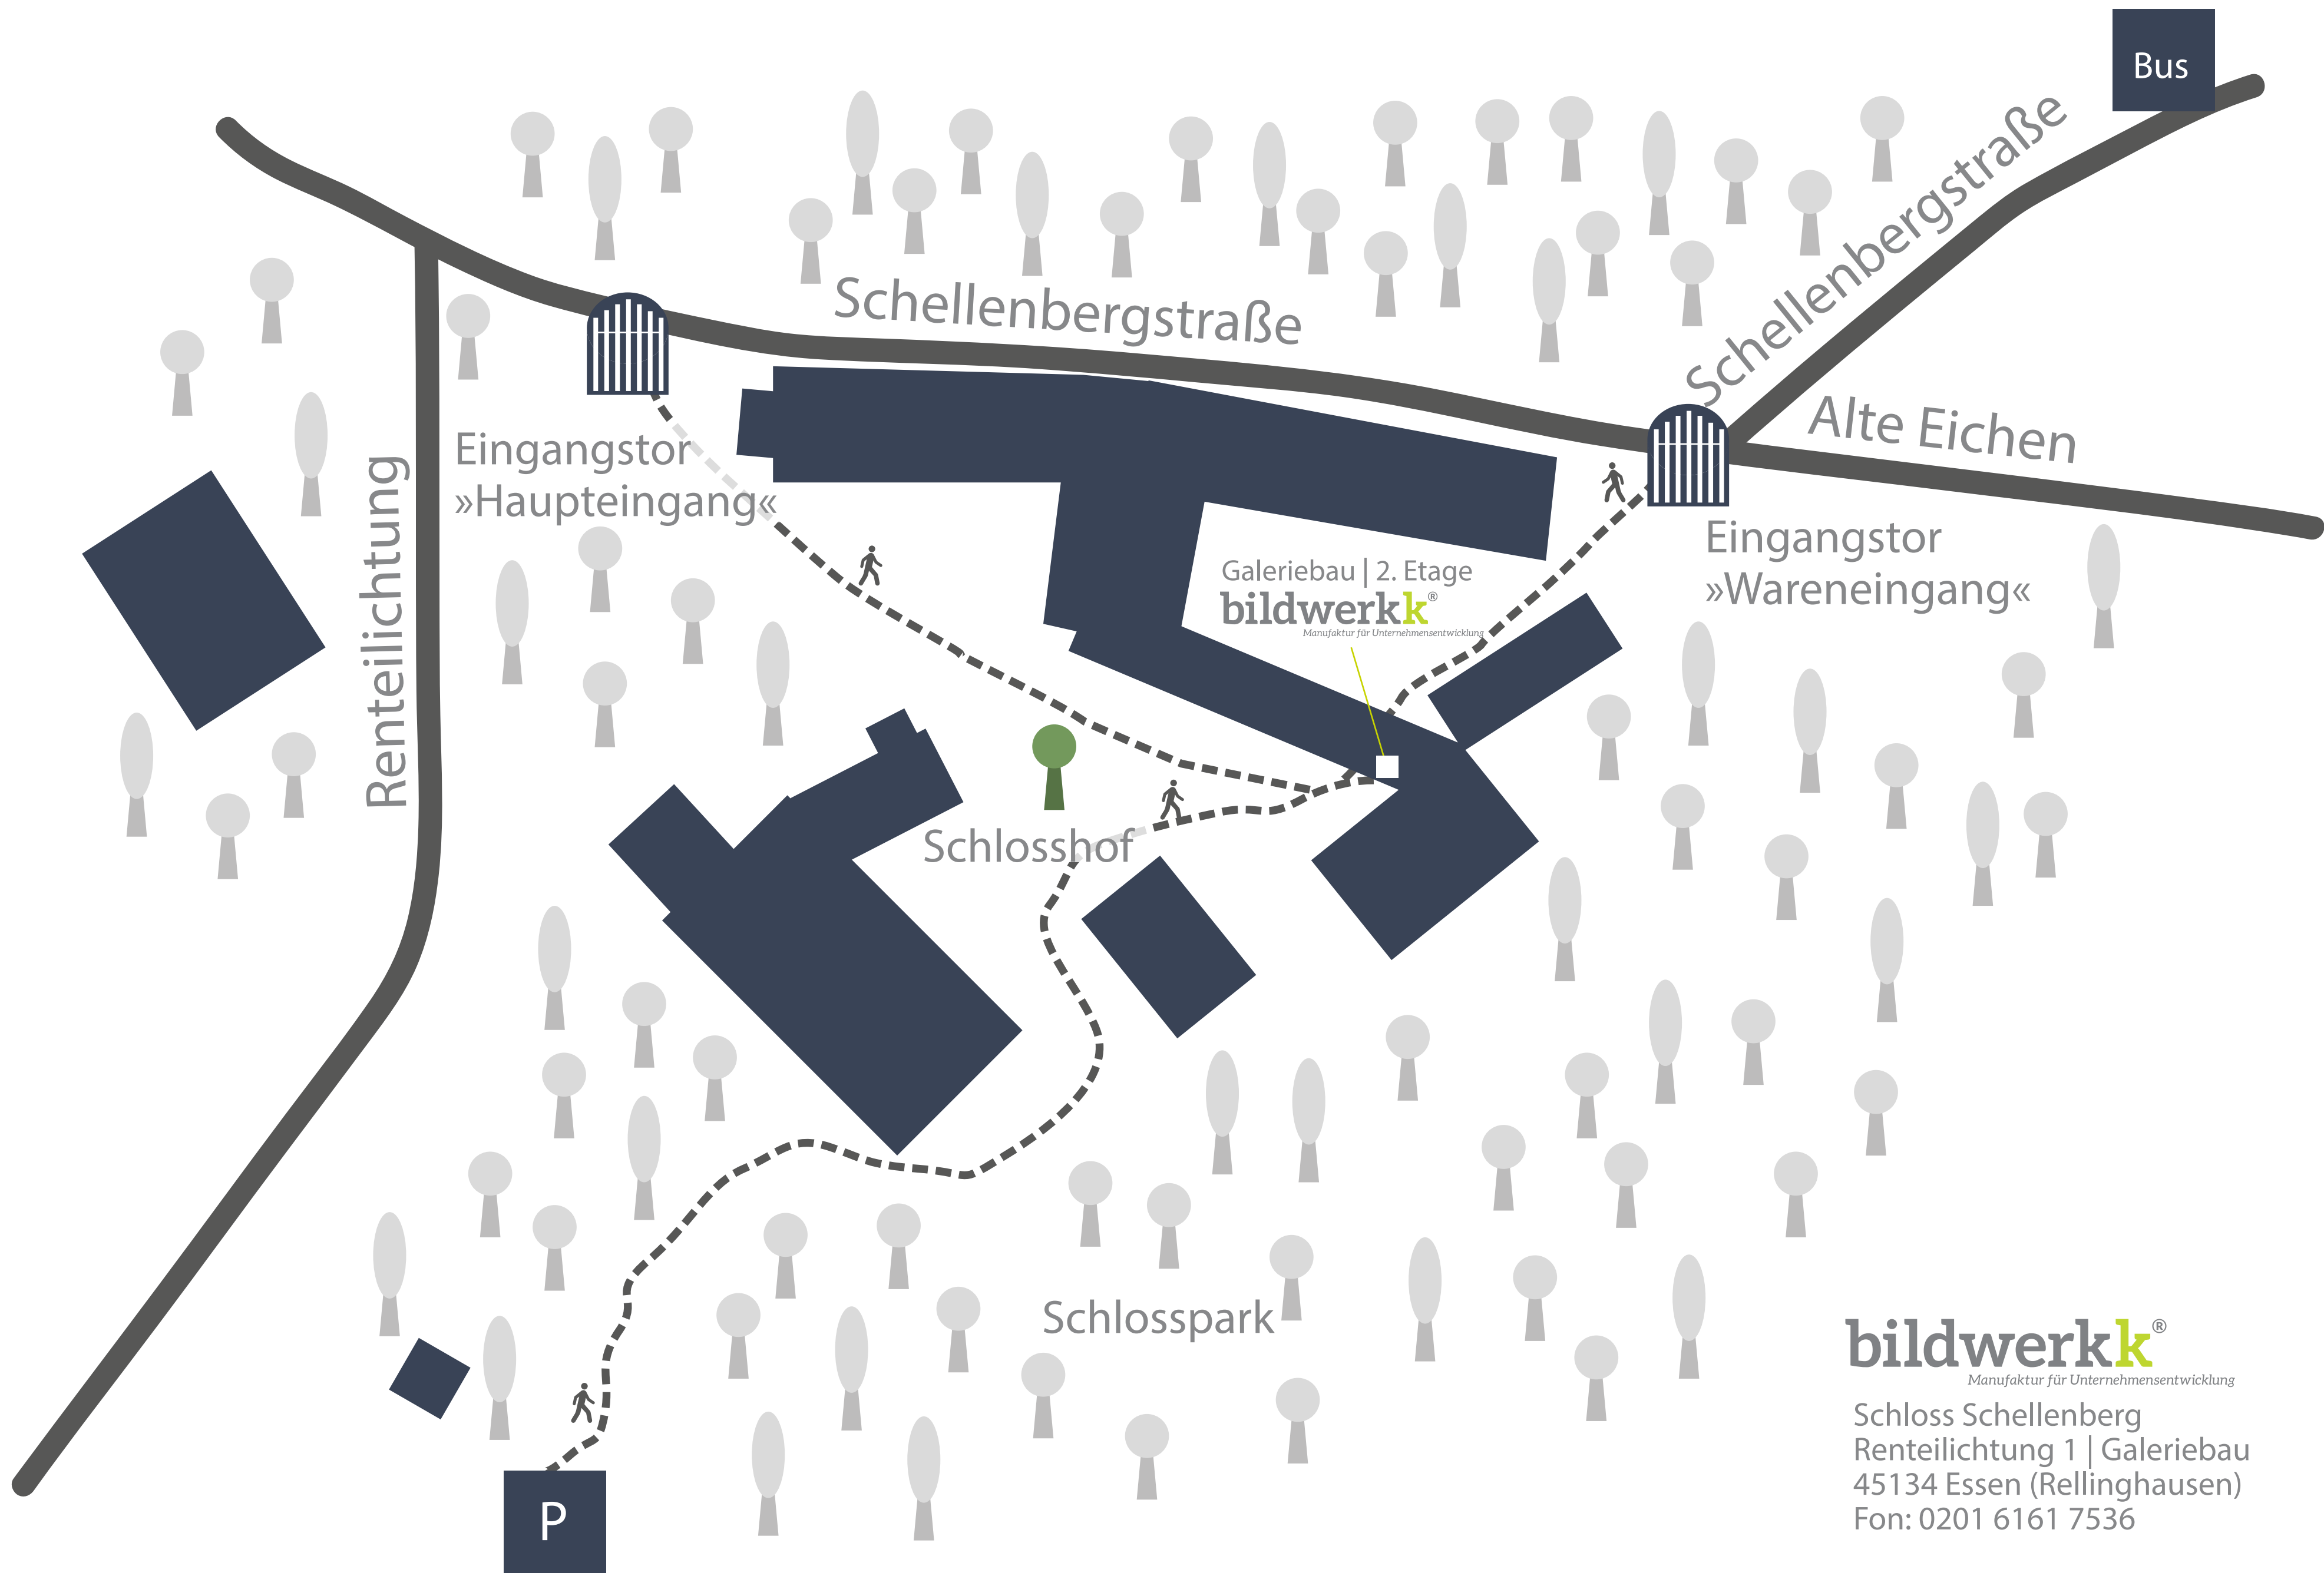 Bus
Schellenbergstraße
Schellenbergstraße
Alte Eichen
Eingangstor
»Haupteingang«
Renteilichtung
Eingangstor
»Wareneingang«
Galeriebau | 2. Etage
bildwerkk®
Manufaktur für Unternehmensentwicklung
Schlosshof
Schlosspark
P
bildwerkk®
Manufaktur für Unternehmensentwicklung
Schloss Schellenberg
Renteilichtung 1 | Galeriebau
45134 Essen (Rellinghausen)
Fon: 0201 6161 7536